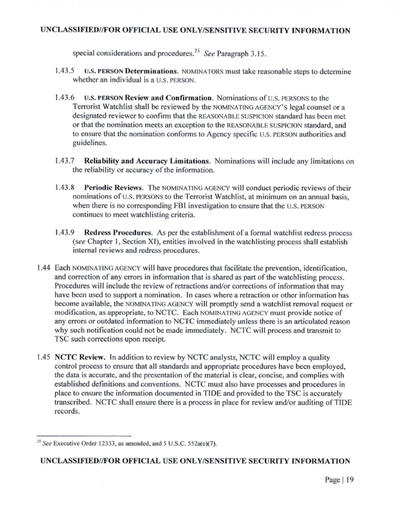 UNCLASSIFIED//FOR OFFICIAL USE ONLY/SENSITIVE SECURITY INFORMATION
special considerations and procedures.²⁵ See Paragraph 3.15.
1.43.5 U.S. PERSON Determinations. NOMINATORS must take reasonable steps to determine
whether an individual is a U.S. PERSON.
1.43.6 U.S. PERSON Review and Confirmation. Nominations of U.S. PERSONS to the
Terrorist Watchlist shall be reviewed by the NOMINATING AGENCY'S legal counsel or a
designated reviewer to confirm that the REASONABLE SUSPICION standard has been met
or that the nomination meets an exception to the REASONABLE SUSPICION standard, and
to ensure that the nomination conforms to Agency specific U.S. PERSON authorities and
guidelines.
1.43.7 Reliability and Accuracy Limitations. Nominations will include any limitations on
the reliability or accuracy of the information.
1.43.8 Periodic Reviews. The NOMINATING AGENCY will conduct periodic reviews of their
nominations of U.S. PERSONS to the Terrorist Watchlist, at minimum on an annual basis,
when there is no corresponding FBI investigation to ensure that the U.S. PERSON
continues to meet watchlisting criteria.
1.43.9 Redress Procedures. As per the establishment of a formal watchlist redress process
(see Chapter 1, Section XI), entities involved in the watchlisting process shall establish
internal reviews and redress procedures.
1.44 Each NOMINATING AGENCY will have procedures that facilitate the prevention, identification,
and correction of any errors in information that is shared as part of the watchlisting process.
Procedures will include the review of retractions and/or corrections of information that may
have been used to support a nomination. In cases where a retraction or other information has
become available, the NOMINATING AGENCY will promptly send a watchlist removal request or
modification, as appropriate, to NCTC. Each NOMINATING AGENCY must provide notice of
any errors or outdated information to NCTC immediately unless there is an articulated reason
why such notification could not be made immediately. NCTC will process and transmit to
TSC such corrections upon receipt.
1.45 NCTC Review. In addition to review by NCTC analysts, NCTC will employ a quality
control process to ensure that all standards and appropriate procedures have been employed,
the data is accurate, and the presentation of the material is clear, concise, and complies with
established definitions and conventions. NCTC must also have processes and procedures in
place to ensure the information documented in TIDE and provided to the TSC is accurately
transcribed. NCTC shall ensure there is a process in place for review and/or auditing of TIDE
records.
²⁵ See Executive Order 12333, as amended, and 5 U.S.C. 552a(e)(7).
UNCLASSIFIED//FOR OFFICIAL USE ONLY/SENSITIVE SECURITY INFORMATION
Page | 19